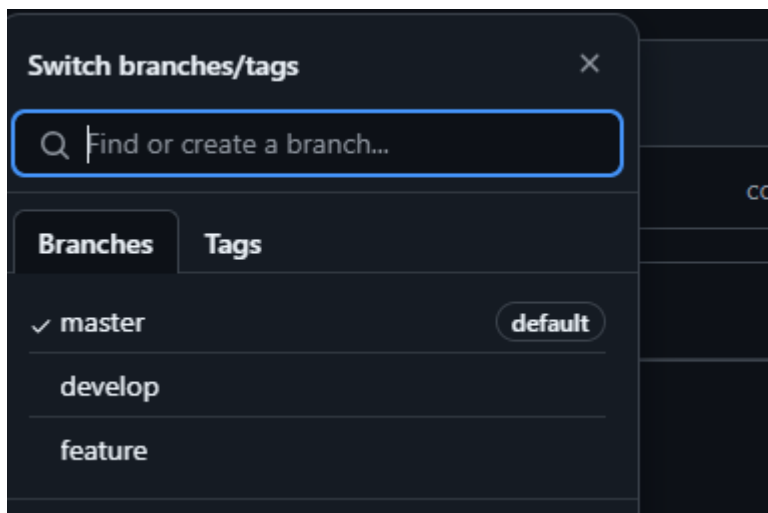 Switch branches/tags
Find or create a branch...
Branches Tags
master default
develop
feature